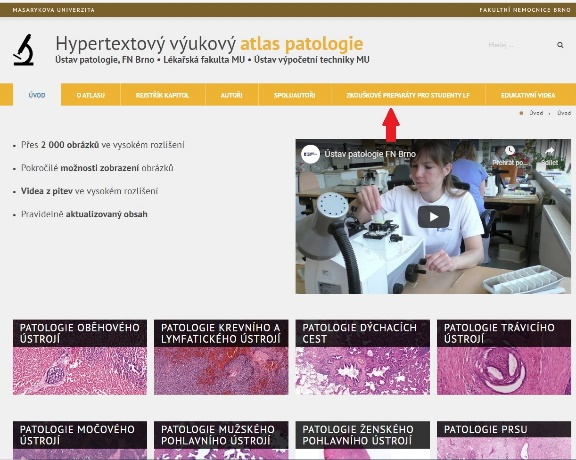 MASARYKOVA UNIVERZITA
FAKULTNÍ NEMOCNICE BRNO
Hypertextový výukový atlas patologie
Ústav patologie, FN Brno • Lékařská fakulta MU • Ústav výpočetní techniky MU
Hledej ...
ÚVOD
O ATLASU
REJSTŘÍK KAPITOL
AUTOŘI
SPOLUAUTOŘI
ZKOUŠKOVÉ PREPARÁTY PRO STUDENTY LF
EDUKATIVNÍ VIDEA
Úvod › Úvod
• Přes 2 000 obrázků ve vysokém rozlišení
• Pokročilé možnosti zobrazení obrázků
• Videa z pitev ve vysokém rozlišení
• Pravidelně aktualizovaný obsah
Ústav patologie FN Brno
Přehrát po...
Sdílet
PATOLOGIE OBĚHOVÉHO
ÚSTROJÍ
PATOLOGIE KREVNÍHO A
LYMFATICKÉHO ÚSTROJÍ
PATOLOGIE DÝCHACÍCH
CEST
PATOLOGIE TRÁVICÍHO
ÚSTROJÍ
PATOLOGIE MOČOVÉHO
ÚSTROJÍ
PATOLOGIE MUŽSKÉHO
POHLAVNÍHO ÚSTROJÍ
PATOLOGIE ŽENSKÉHO
POHLAVNÍHO ÚSTROJÍ
PATOLOGIE PRSU